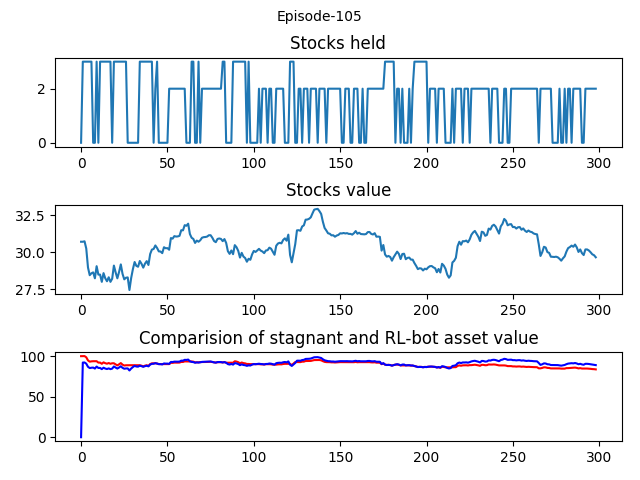 Episode-105
Stocks held
2
0
0 50 100 150 200 250 300
Stocks value
32.5
30.0
27.5
0 50 100 150 200 250 300
Comparision of stagnant and RL-bot asset value
100
50
0
0 50 100 150 200 250 300